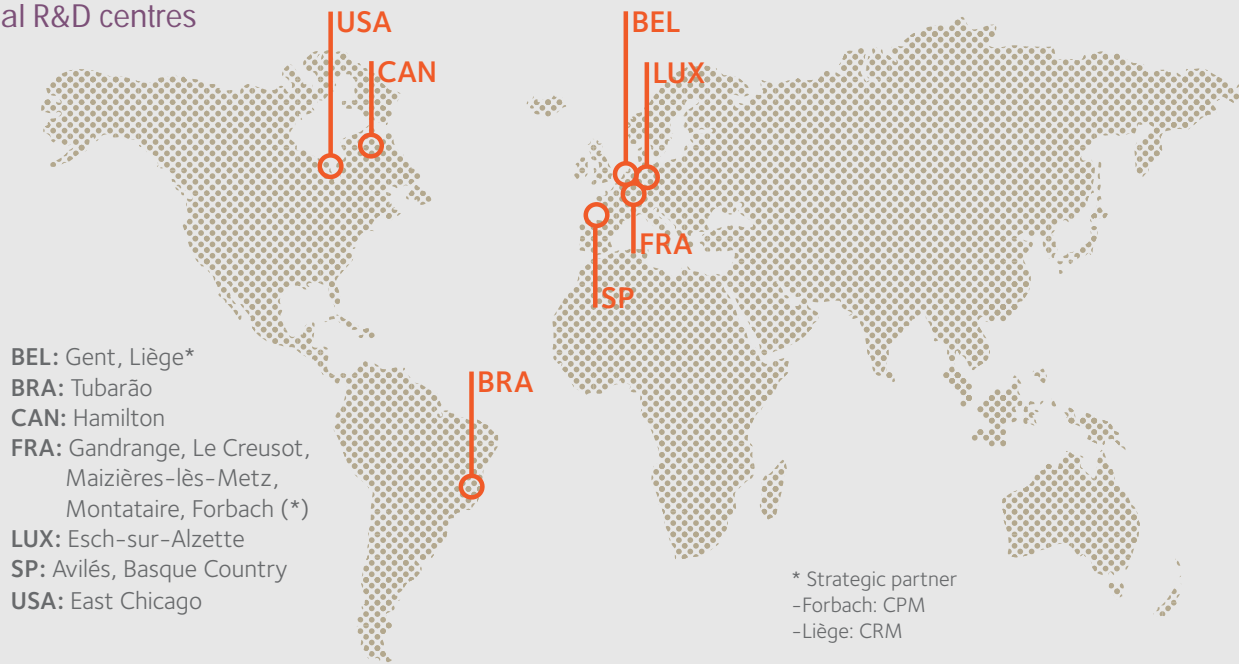 al R&D centres
USA
BEL
CAN
LUX
FRA
SP
BRA
BEL: Gent, Liège*
BRA: Tubarão
CAN: Hamilton
FRA: Gandrange, Le Creusot,
Maizières-lès-Metz,
Montataire, Forbach (*)
LUX: Esch-sur-Alzette
SP: Avilés, Basque Country
USA: East Chicago
* Strategic partner
-Forbach: CPM
-Liège: CRM